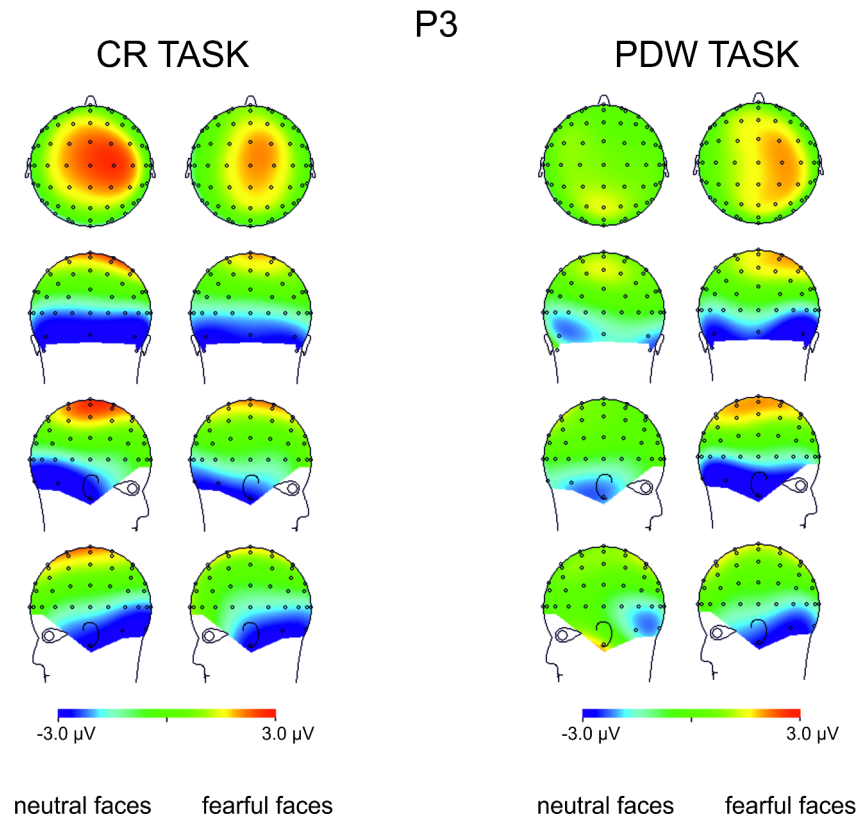 P3
CR TASK
PDW TASK
-3.0 µV 3.0 µV
-3.0 µV 3.0 µV
neutral faces fearful faces
neutral faces fearful faces